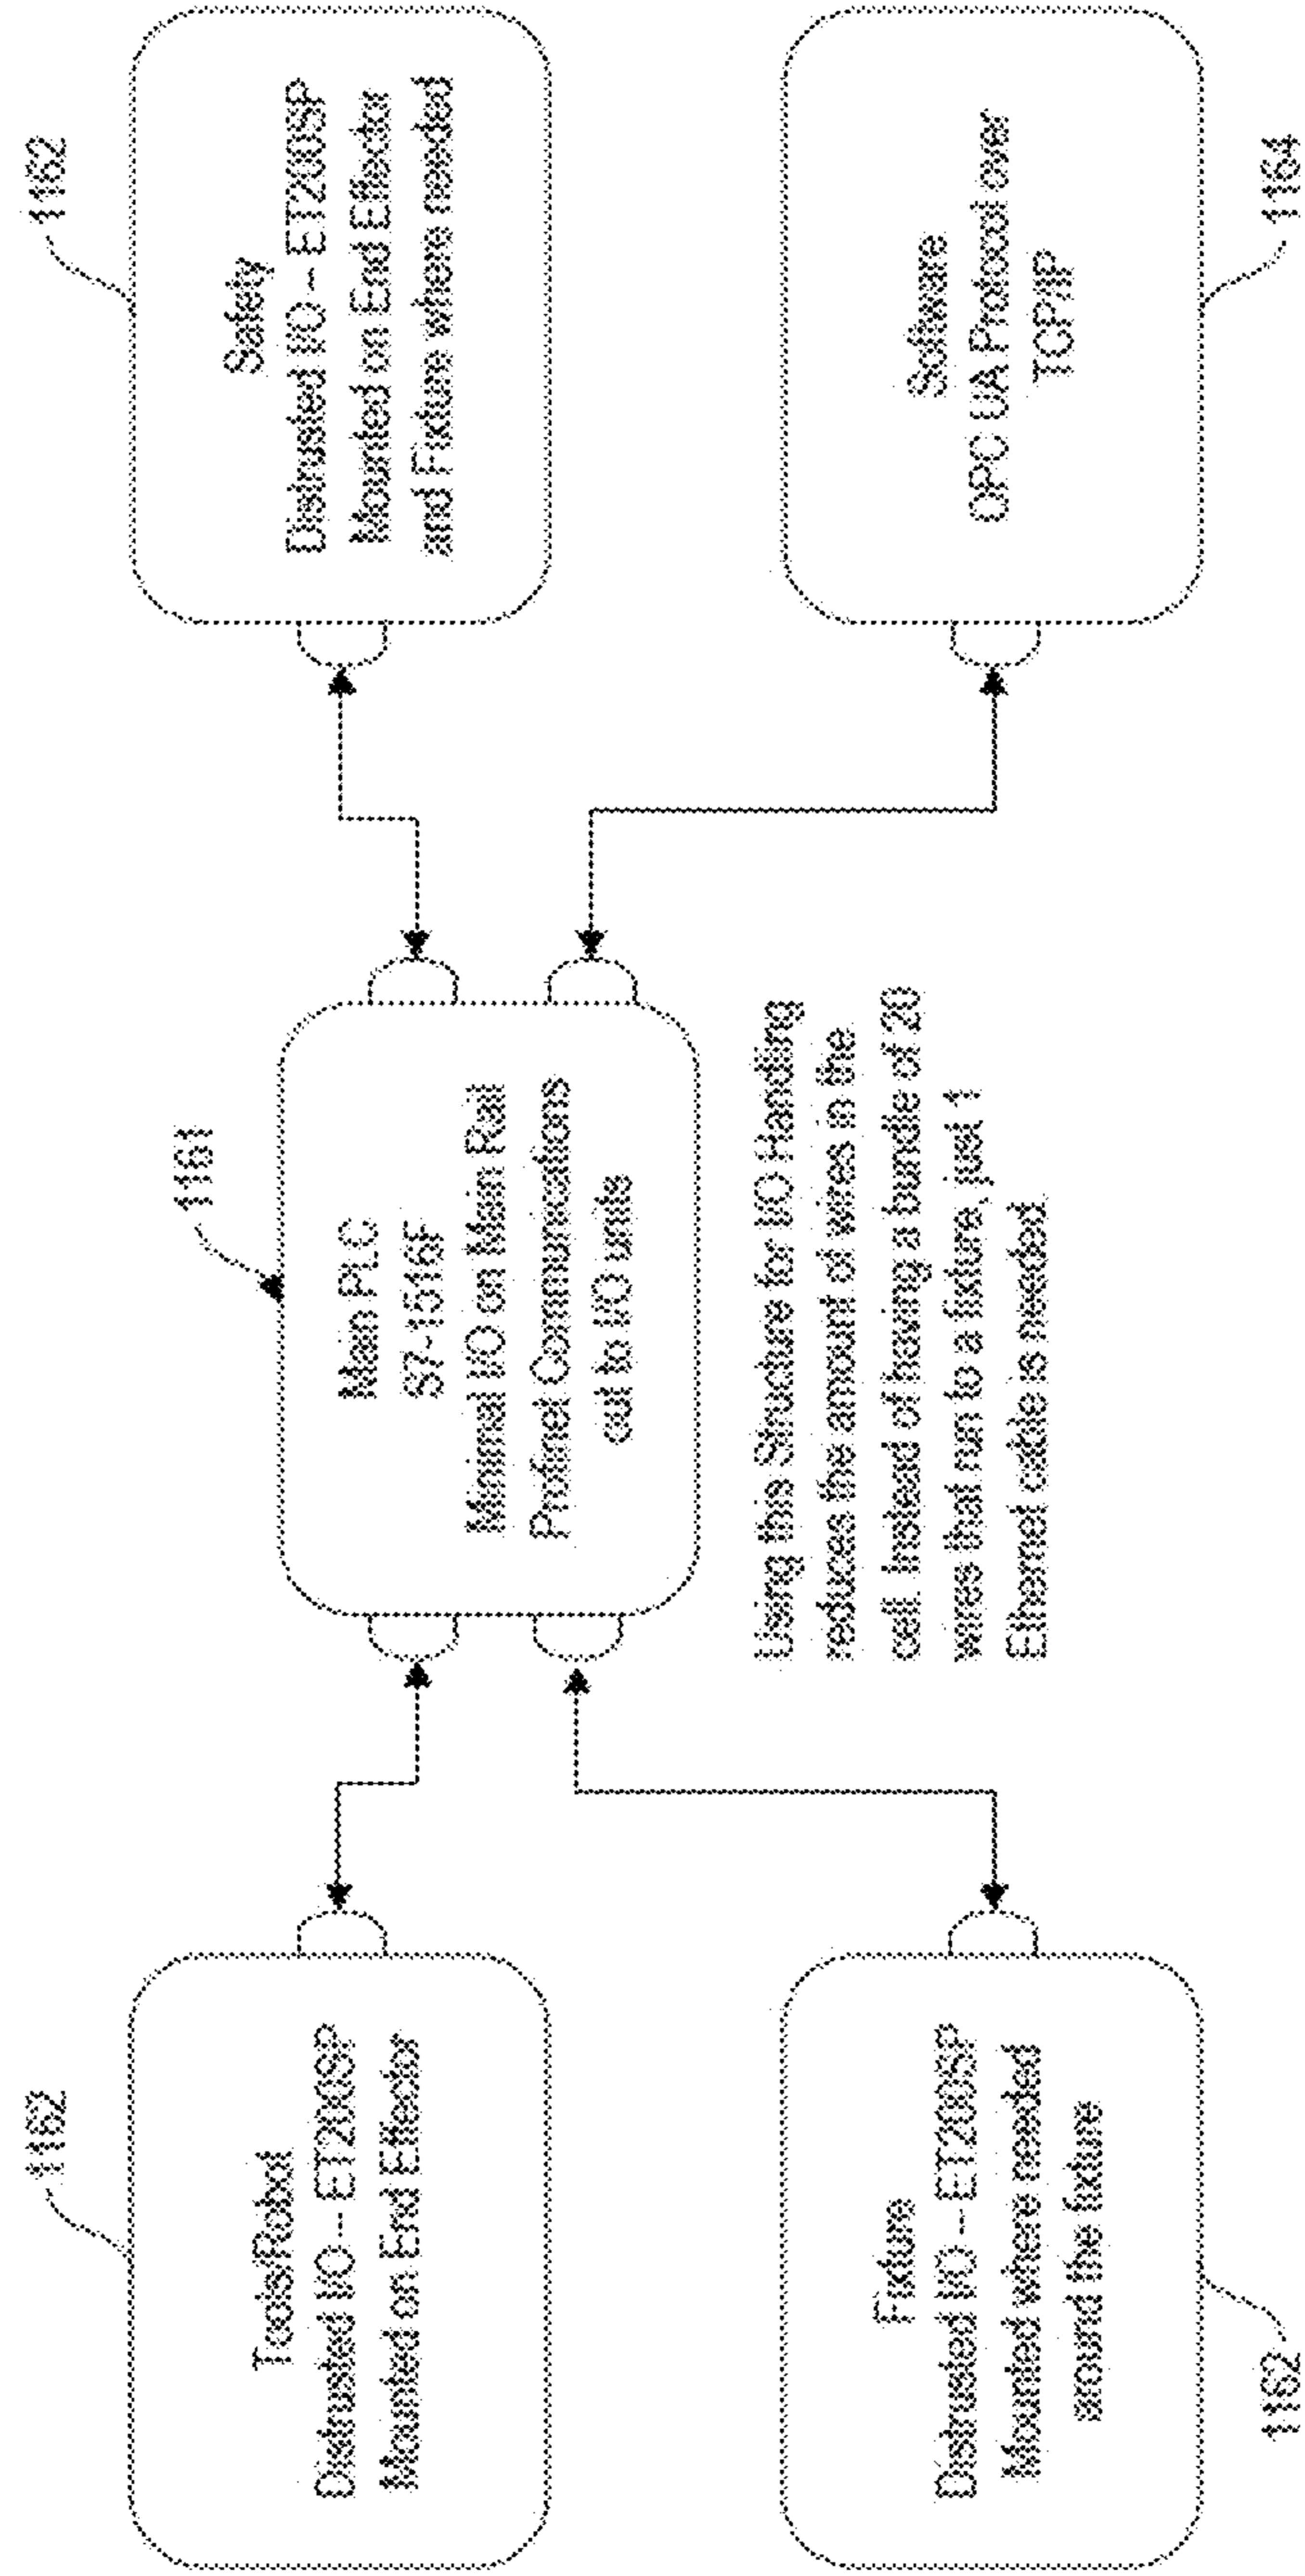 1162
Tools/Robot
Distrusted I/O – ET200SP
Mounted on End Effector
1161
Main PLC
S7-1516F
Minimal I/O on Main Rail
Profinet Communications
out to I/O units
1162
Safety
Distrusted I/O – ET200SP
Mounted on End Effector
and Fixture where needed
Fixture
Distrusted I/O – ET200SP
Mounted where needed
around the fixture
1162
Using this Structure for I/O Handling
reduces the amount of wires in the
cell. Instead of having a bundle of 20
wires that run to a fixture, just 1
Ethernet cable is needed.
Software
OPC UA Protocol over
TCP/IP
1164